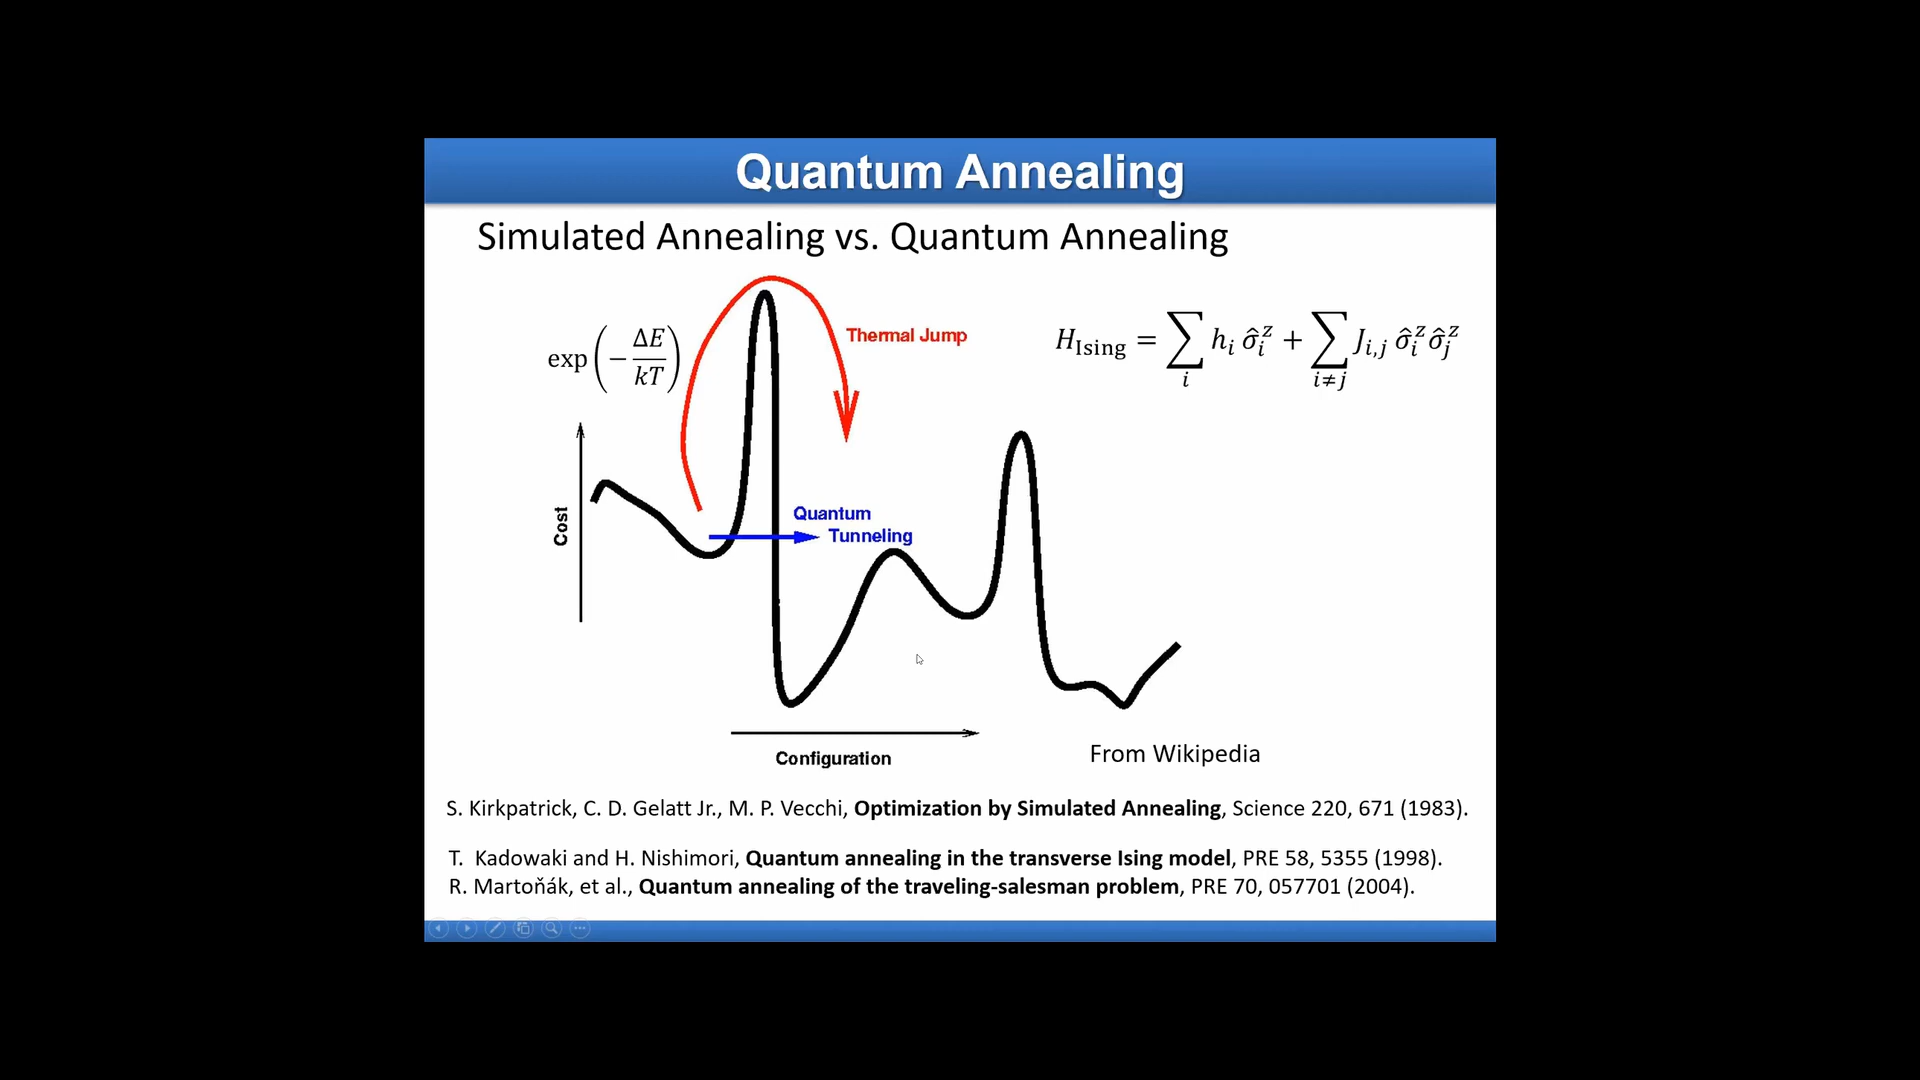 Quantum Annealing
Simulated Annealing vs. Quantum Annealing
exp(−ΔE/kT)
Thermal Jump
H_Ising = ∑_i h_i σ̂_i^z + ∑_{i≠j} J_{i,j} σ̂_i^z σ̂_j^z
Cost
Quantum
Tunneling
Configuration
From Wikipedia
S. Kirkpatrick, C. D. Gelatt Jr., M. P. Vecchi, Optimization by Simulated Annealing, Science 220, 671 (1983).
T. Kadowaki and H. Nishimori, Quantum annealing in the transverse Ising model, PRE 58, 5355 (1998).
R. Martoňák, et al., Quantum annealing of the traveling-salesman problem, PRE 70, 057701 (2004).